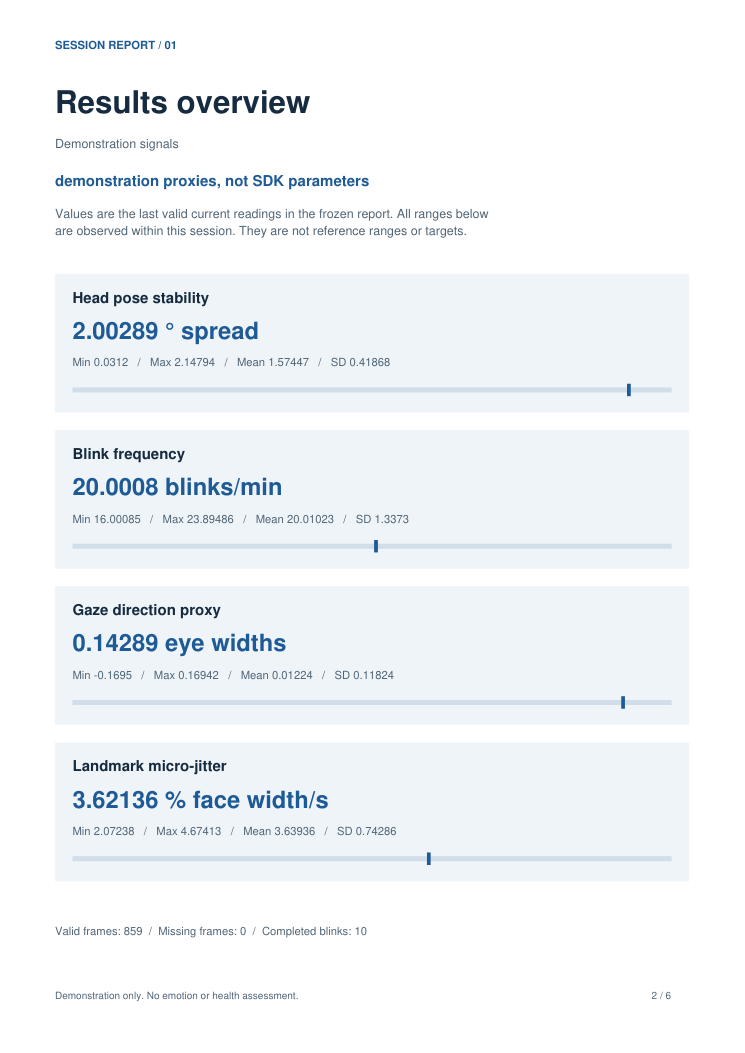 SESSION REPORT / 01
Results overview
Demonstration signals
demonstration proxies, not SDK parameters
Values are the last valid current readings in the frozen report. All ranges below
are observed within this session. They are not reference ranges or targets.
Head pose stability
2.00289 ° spread
Min 0.0312 / Max 2.14794 / Mean 1.57447 / SD 0.41868
Blink frequency
20.0008 blinks/min
Min 16.00085 / Max 23.89486 / Mean 20.01023 / SD 1.3373
Gaze direction proxy
0.14289 eye widths
Min -0.1695 / Max 0.16942 / Mean 0.01224 / SD 0.11824
Landmark micro-jitter
3.62136 % face width/s
Min 2.07238 / Max 4.67413 / Mean 3.63936 / SD 0.74286
Valid frames: 859 / Missing frames: 0 / Completed blinks: 10
Demonstration only. No emotion or health assessment.
2 / 6